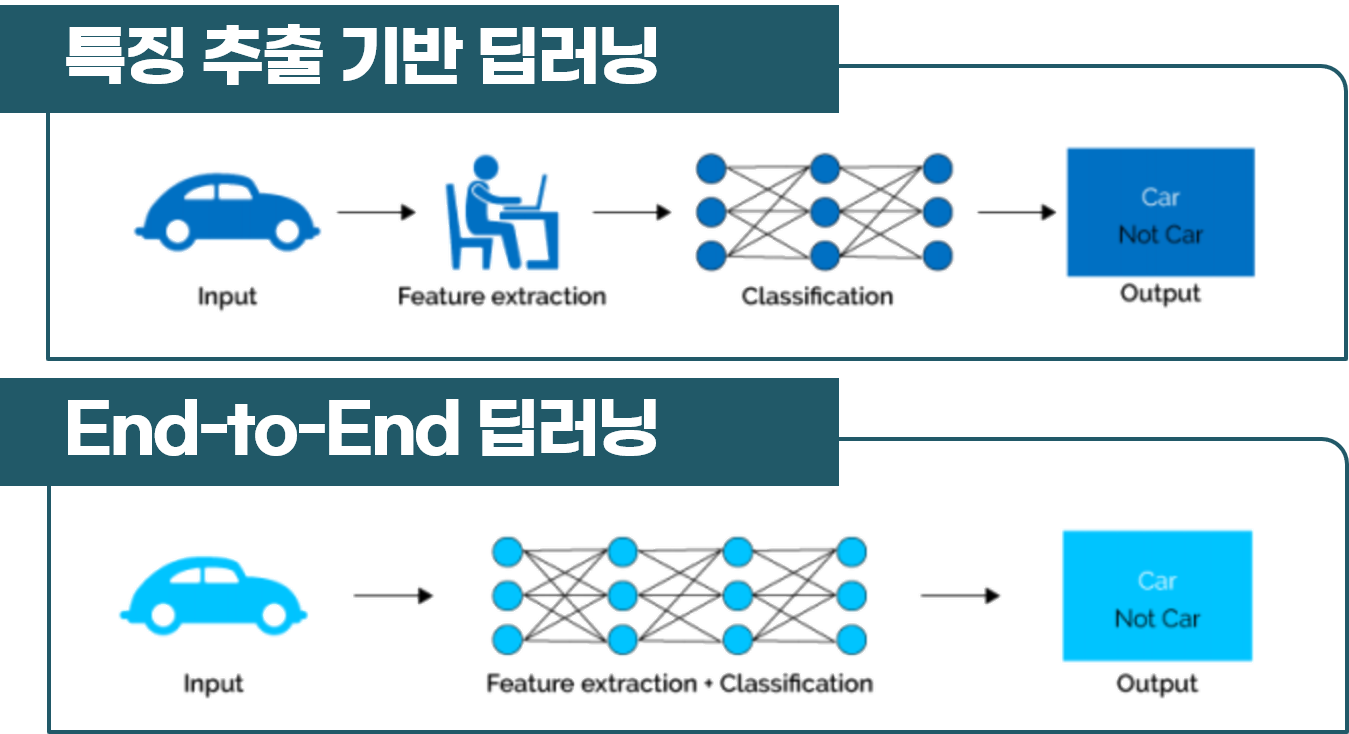 특징 추출 기반 딥러닝
Car
Not Car
Input
Feature extraction
Classification
Output
End-to-End 딥러닝
Car
Not Car
Input
Feature extraction + Classification
Output